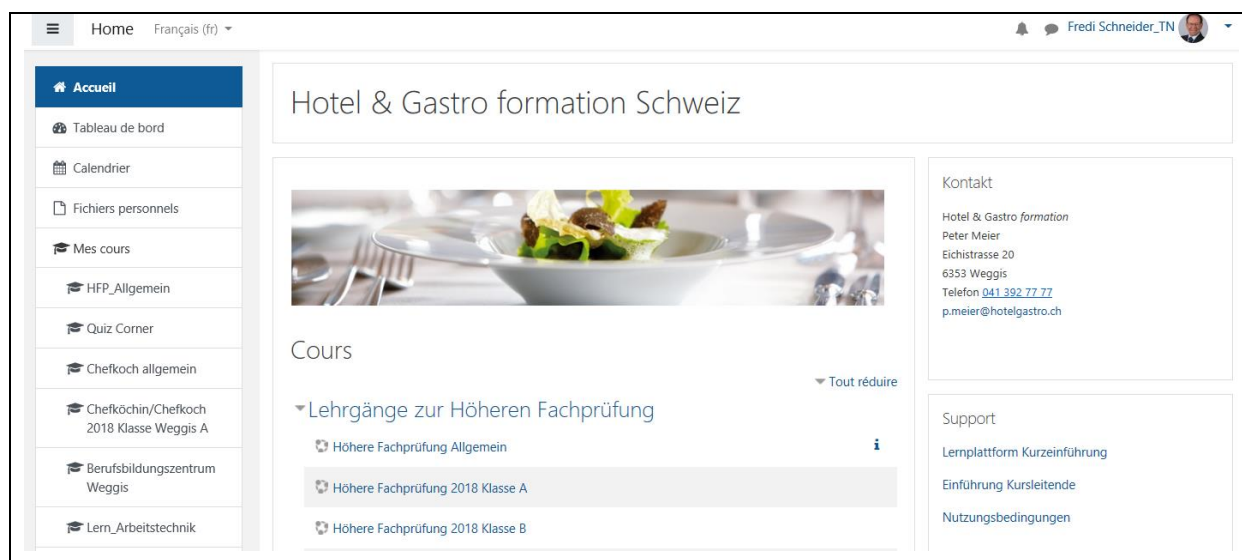 Home Français (fr)
Fredi Schneider_TN
Accueil
Tableau de bord
Calendrier
Fichiers personnels
Mes cours
HFP_Allgemein
Quiz Corner
Chefkoch allgemein
Chefköchin/Chefkoch
2018 Klasse Weggis A
Berufsbildungszentrum
Weggis
Lern_Arbeitstechnik
Hotel & Gastro formation Schweiz
Cours
Tout réduire
Lehrgänge zur Höheren Fachprüfung
Höhere Fachprüfung Allgemein
Höhere Fachprüfung 2018 Klasse A
Höhere Fachprüfung 2018 Klasse B
Kontakt
Hotel & Gastro formation
Peter Meier
Eichistrasse 20
6353 Weggis
Telefon 041 392 77 77
p.meier@hotelgastro.ch
Support
Lernplattform Kurzeinführung
Einführung Kursleitende
Nutzungsbedingungen